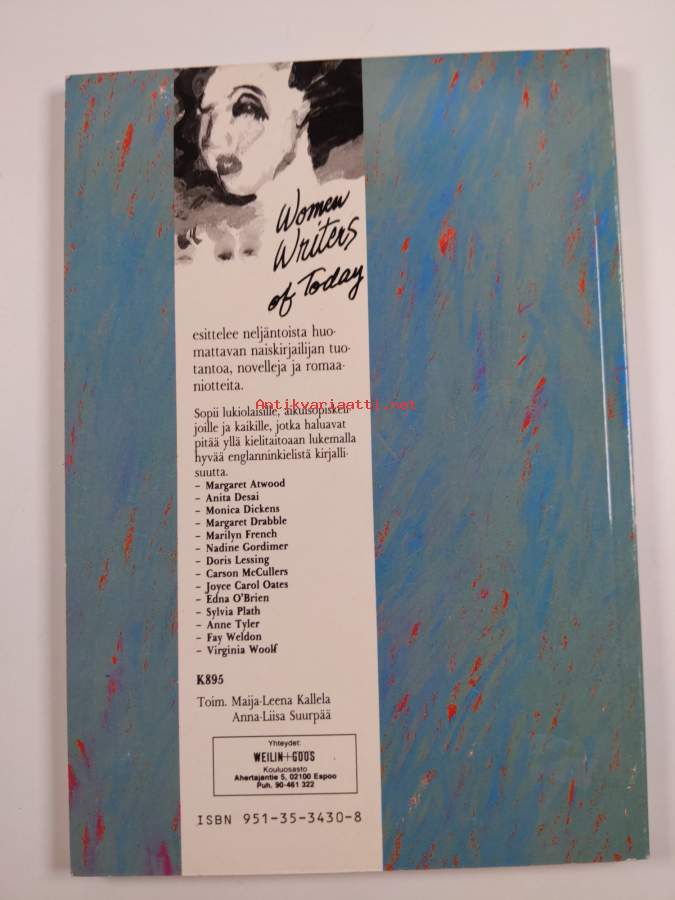 Women
Writers
of Today
esittelee neljäntoista huo-
mattavan naiskirjailijan tuo-
tantoa, novelleja ja romaa-
niotteita.
Antikvariaatti.net
Sopii lukiolaisille, aikuisopiskeli-
joille ja kaikille, jotka haluavat
pitää yllä kielitaitoaan lukemalla
hyvää englanninkielistä kirjalli-
suutta.
– Margaret Atwood
– Anita Desai
– Monica Dickens
– Margaret Drabble
– Marilyn French
– Nadine Gordimer
– Doris Lessing
– Carson McCullers
– Joyce Carol Oates
– Edna O'Brien
– Sylvia Plath
– Anne Tyler
– Fay Weldon
– Virginia Woolf
K895
Toim. Maija-Leena Kallela
Anna-Liisa Suurpää
Yhteydet:
WEILIN+GÖÖS
Kouluosasto
Ahertajantie 5, 02100 Espoo
Puh. 90-461 322
ISBN 951-35-3430-8